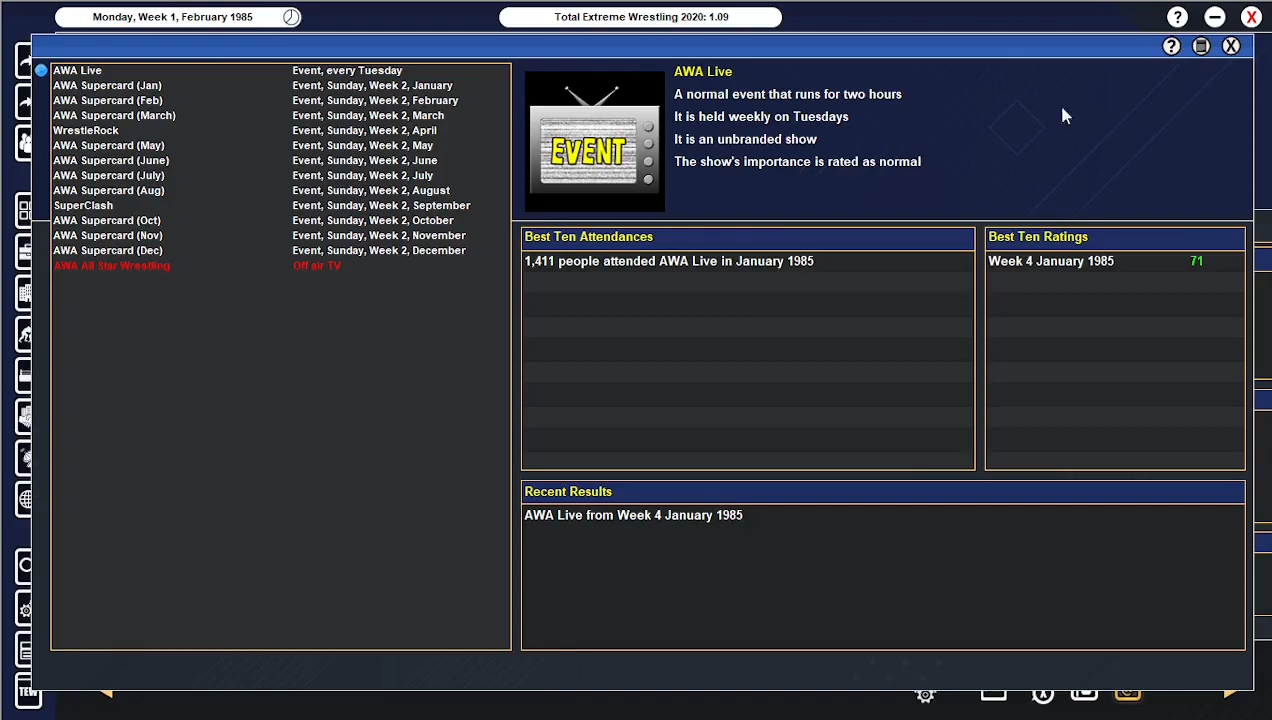 Monday, Week 1, February 1985
Total Extreme Wrestling 2020: 1.09
?
X
?
X
AWA Live Event, every Tuesday
AWA Supercard (Jan) Event, Sunday, Week 2, January
AWA Supercard (Feb) Event, Sunday, Week 2, February
AWA Supercard (March) Event, Sunday, Week 2, March
WrestleRock Event, Sunday, Week 2, April
AWA Supercard (May) Event, Sunday, Week 2, May
AWA Supercard (June) Event, Sunday, Week 2, June
AWA Supercard (July) Event, Sunday, Week 2, July
AWA Supercard (Aug) Event, Sunday, Week 2, August
SuperClash Event, Sunday, Week 2, September
AWA Supercard (Oct) Event, Sunday, Week 2, October
AWA Supercard (Nov) Event, Sunday, Week 2, November
AWA Supercard (Dec) Event, Sunday, Week 2, December
AWA All Star Wrestling Off air TV
EVENT
AWA Live
A normal event that runs for two hours
It is held weekly on Tuesdays
It is an unbranded show
The show's importance is rated as normal
Best Ten Attendances
1,411 people attended AWA Live in January 1985
Best Ten Ratings
Week 4 January 1985 71
Recent Results
AWA Live from Week 4 January 1985
TEW